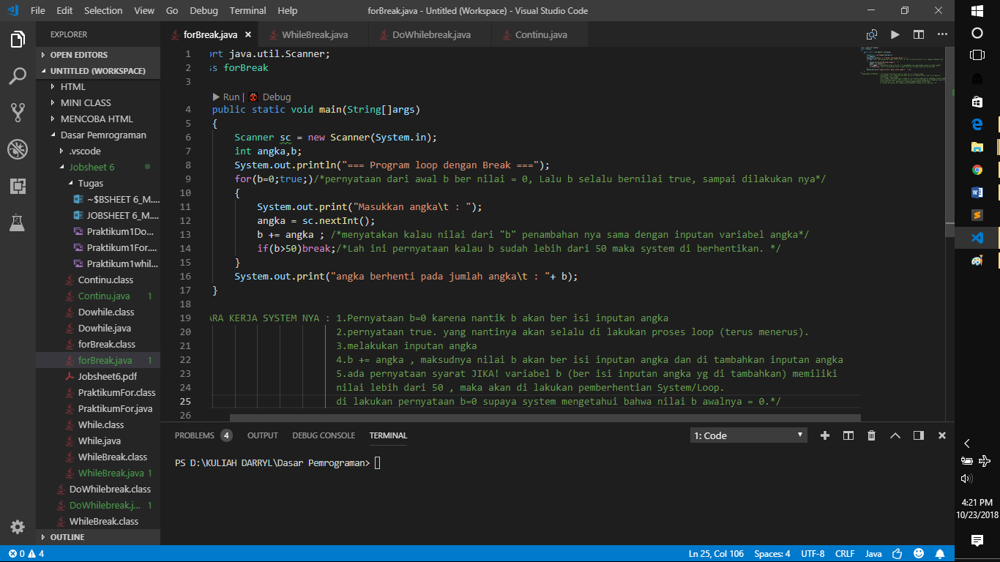 File Edit Selection View Go Debug Terminal Help
forBreak.java - Untitled (Workspace) - Visual Studio Code
EXPLORER
OPEN EDITORS
UNTITLED (WORKSPACE)
HTML
MINI CLASS
MENCOBA HTML
Dasar Pemrograman
.vscode
Jobsheet 6
Tugas
~$BSHEET 6_M....
JOBSHEET 6_M....
Praktikum1Do...
Praktikum1For....
Praktikum1whil...
Continu.class
Continu.java 1
Dowhile.class
Dowhile.java
forBreak.class
forBreak.java 1
Jobsheet6.pdf
PraktikumFor.class
PraktikumFor.java
While.class
While.java
WhileBreak.class
WhileBreak.java 1
DoWhilebreak.class
DoWhilebreak.j... 1
WhileBreak.class
OUTLINE
forBreak.java WhileBreak.java DoWhilebreak.java Continu.java
1 ort java.util.Scanner;
2 ss forBreak
3
Run | Debug
4 public static void main(String[]args)
5 {
6 Scanner sc = new Scanner(System.in);
7 int angka,b;
8 System.out.println("=== Program loop dengan Break ===");
9 for(b=0;true;)/*pernyataan dari awal b ber nilai = 0, Lalu b selalu bernilai true, sampai dilakukan nya*/
10 {
11 System.out.print("Masukkan angka\t : ");
12 angka = sc.nextInt();
13 b += angka ; /*menyatakan kalau nilai dari "b" penambahan nya sama dengan inputan variabel angka*/
14 if(b>50)break;/*Lah ini pernyataan kalau b sudah lebih dari 50 maka system di berhentikan. */
15 }
16 System.out.print("angka berhenti pada jumlah angka\t : "+ b);
17 }
18
19 ARA KERJA SYSTEM NYA : 1.Pernyataan b=0 karena nantik b akan ber isi inputan angka
20 2.pernyataan true. yang nantinya akan selalu di lakukan proses loop (terus menerus).
21 3.melakukan inputan angka
22 4.b += angka , maksudnya nilai b akan ber isi inputan angka dan di tambahkan inputan angka
23 5.ada pernyataan syarat JIKA! variabel b (ber isi inputan angka yg di tambahkan) memiliki
24 nilai lebih dari 50 , maka akan di lakukan pemberhentian System/Loop.
25 di lakukan pernyataan b=0 supaya system mengetahui bahwa nilai b awalnya = 0.*/
26
PROBLEMS 4 OUTPUT DEBUG CONSOLE TERMINAL 1: Code
PS D:\KULIAH DARRYL\Dasar Pemrograman>
0 4 Ln 25, Col 106 Spaces: 4 UTF-8 CRLF Java
4:21 PM
10/23/2018